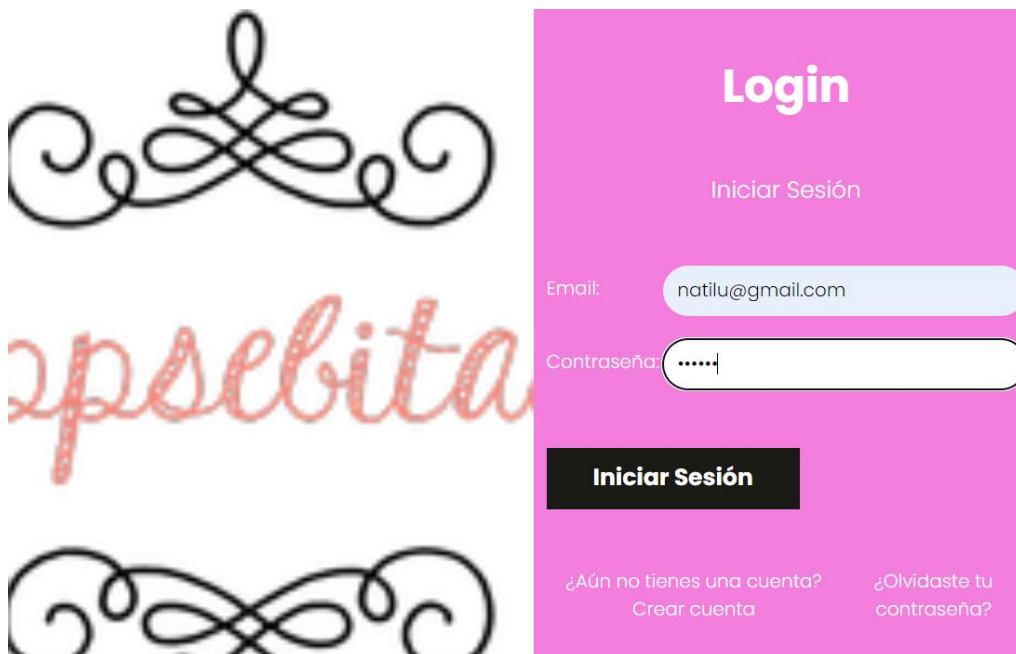 opsebita
Login
Iniciar Sesión
Email:
natilu@gmail.com
Contraseña:
••••••
Iniciar Sesión
¿Aún no tienes una cuenta?
Crear cuenta
¿Olvidaste tu
contraseña?